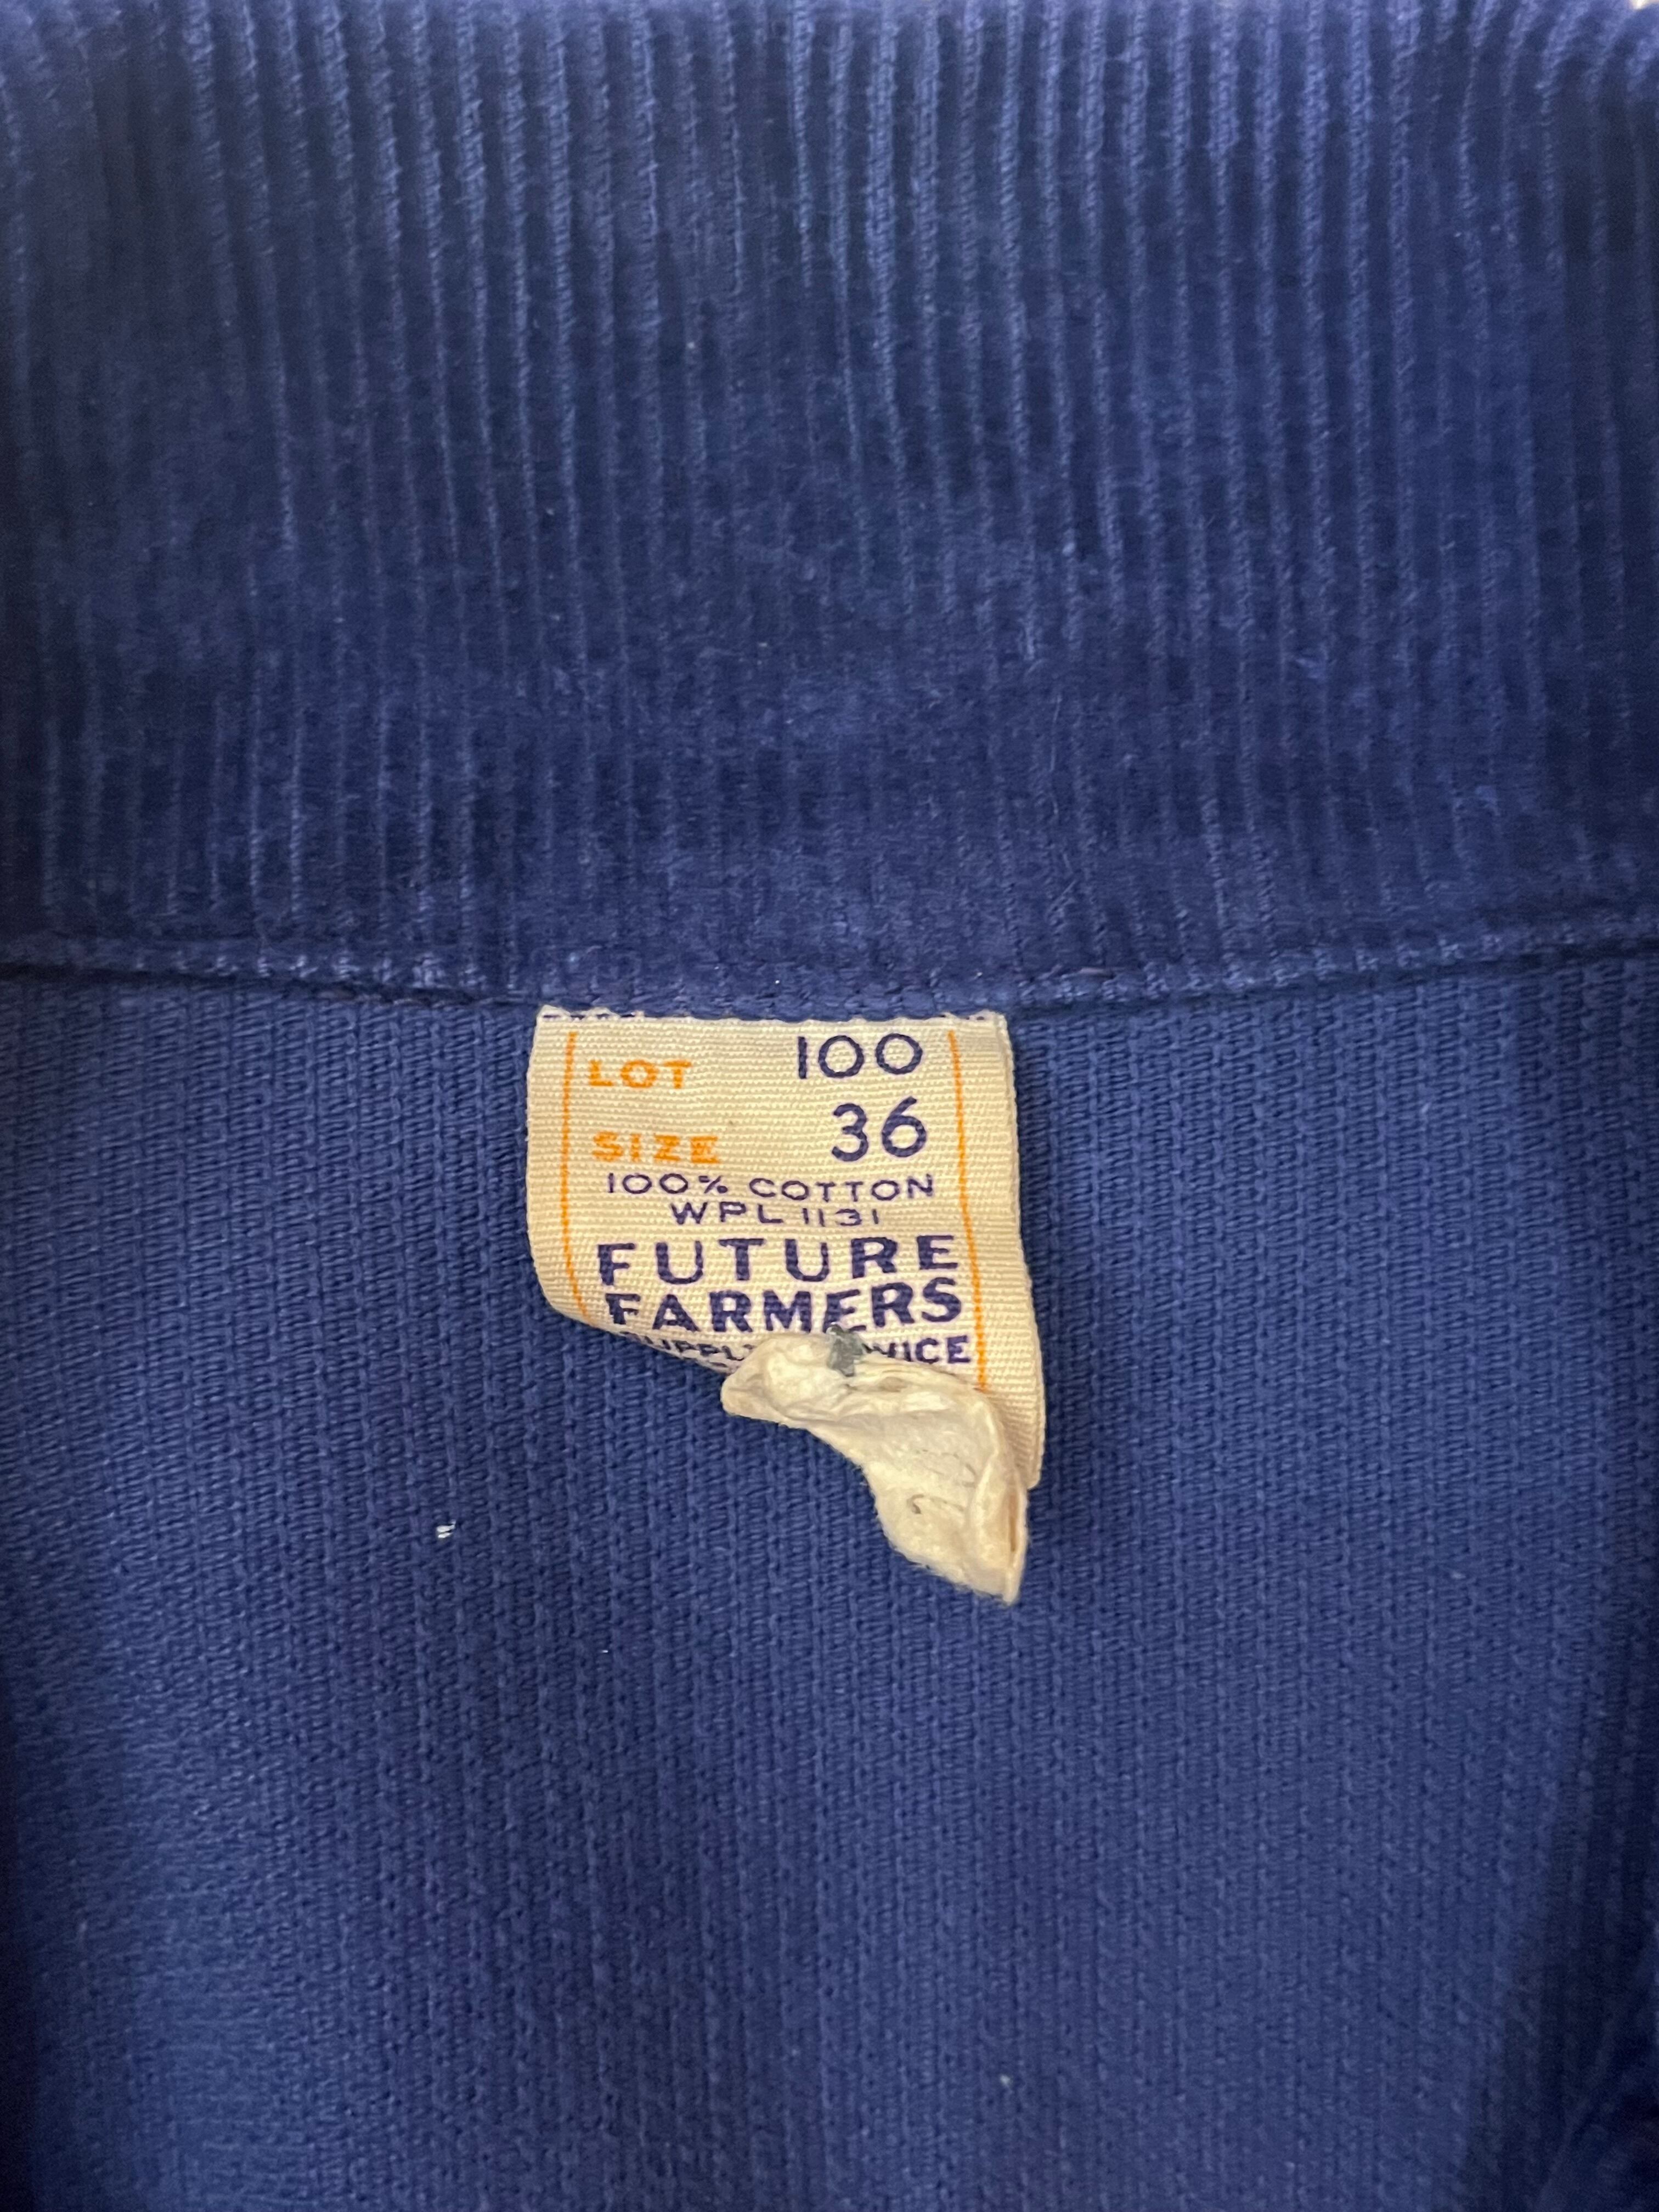 LOT 100
SIZE 36
100% COTTON
WPL 1131
FUTURE
FARMERS